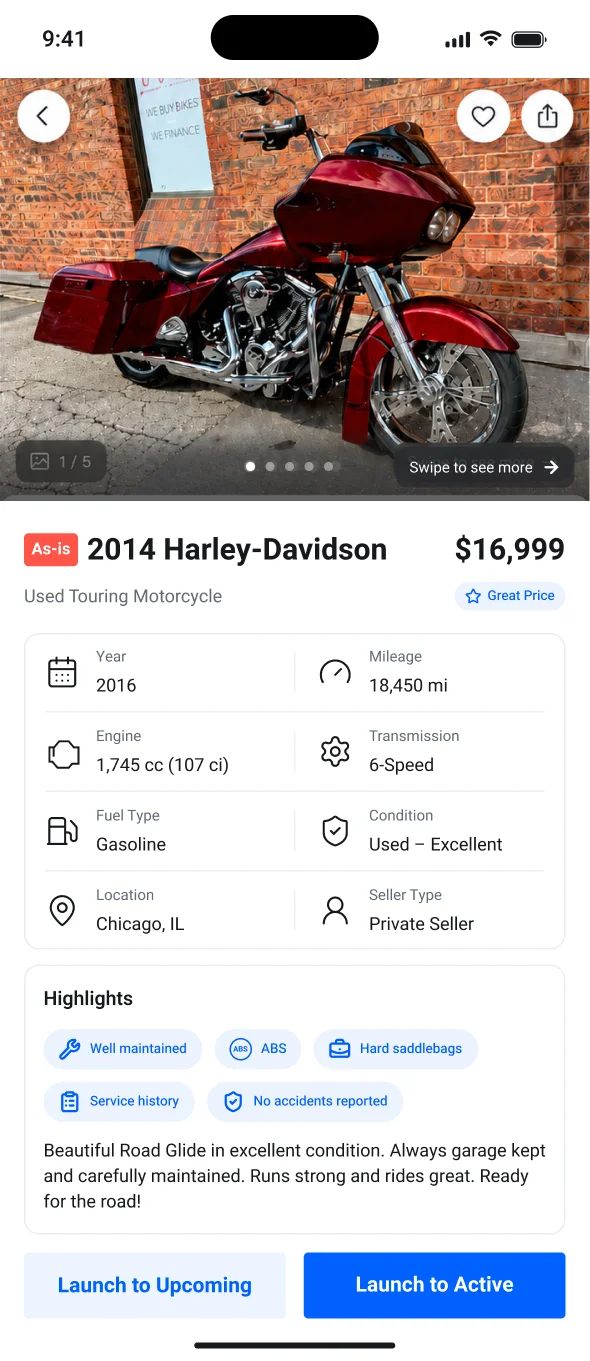 9:41
WE BUY BIKES
WE FINANCE
1 / 5
Swipe to see more
As-is 2014 Harley-Davidson $16,999
Used Touring Motorcycle Great Price
Year Mileage
2016 18,450 mi
Engine Transmission
1,745 cc (107 ci) 6-Speed
Fuel Type Condition
Gasoline Used – Excellent
Location Seller Type
Chicago, IL Private Seller
Highlights
Well maintained ABS ABS Hard saddlebags
Service history No accidents reported
Beautiful Road Glide in excellent condition. Always garage kept
and carefully maintained. Runs strong and rides great. Ready
for the road!
Launch to Upcoming Launch to Active